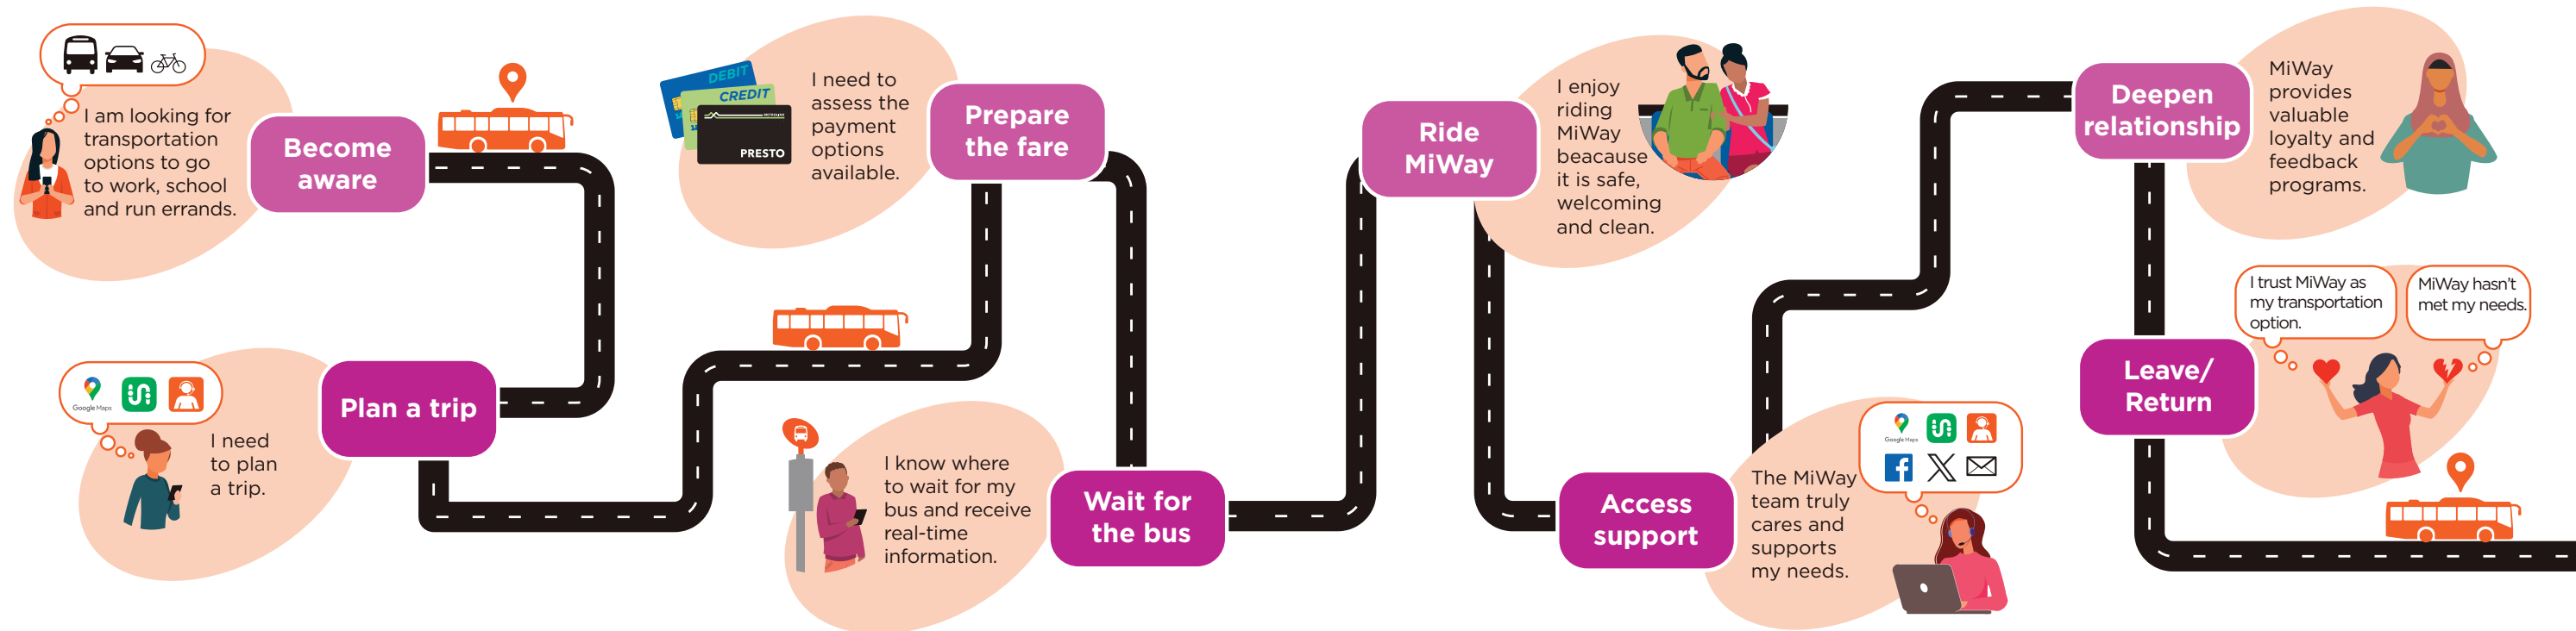 I am looking for
transportation
options to go
to work, school
and run errands.
Become
aware
Google Maps
I need
to plan
a trip.
Plan a trip
DEBIT
CREDIT
PRESTO
I need to
assess the
payment
options
available.
Prepare
the fare
I know where
to wait for my
bus and receive
real-time
information.
Wait for
the bus
Ride
MiWay
I enjoy
riding
MiWay
beacause
it is safe,
welcoming
and clean.
Access
support
The MiWay
team truly
cares and
supports
my needs.
Google Maps
Deepen
relationship
MiWay
provides
valuable
loyalty and
feedback
programs.
Leave/
Return
I trust MiWay as
my transportation
option.
MiWay hasn't
met my needs.